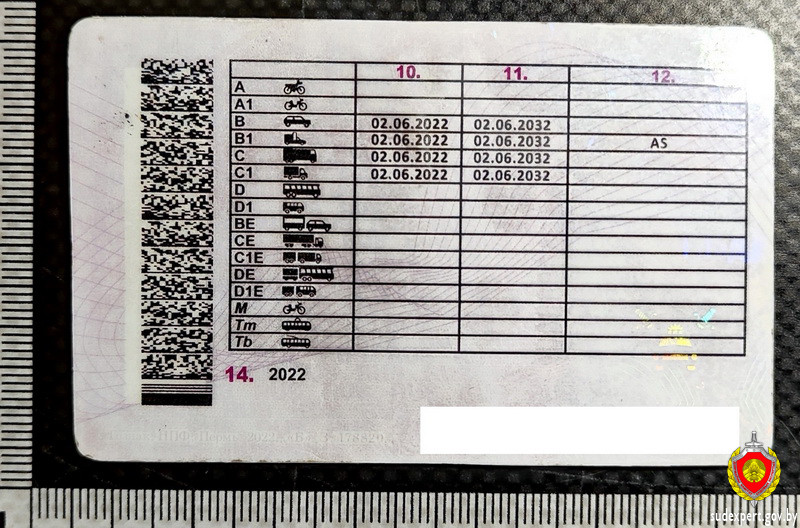 10. 11. 12.
A
A1
B 02.06.2022 02.06.2032
B1 02.06.2022 02.06.2032 AS
C 02.06.2022 02.06.2032
C1 02.06.2022 02.06.2032
D
D1
BE
CE
C1E
DE
D1E
M
Tm
Tb
14. 2022
2022
sudexpert.gov.by